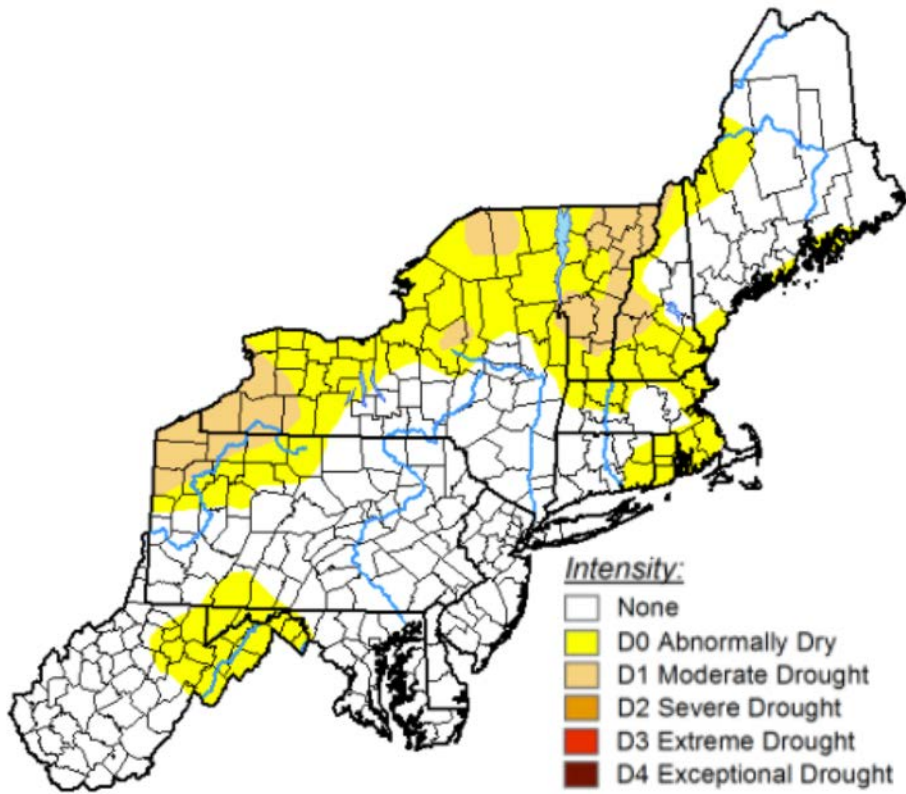 Intensity:
None
D0 Abnormally Dry
D1 Moderate Drought
D2 Severe Drought
D3 Extreme Drought
D4 Exceptional Drought